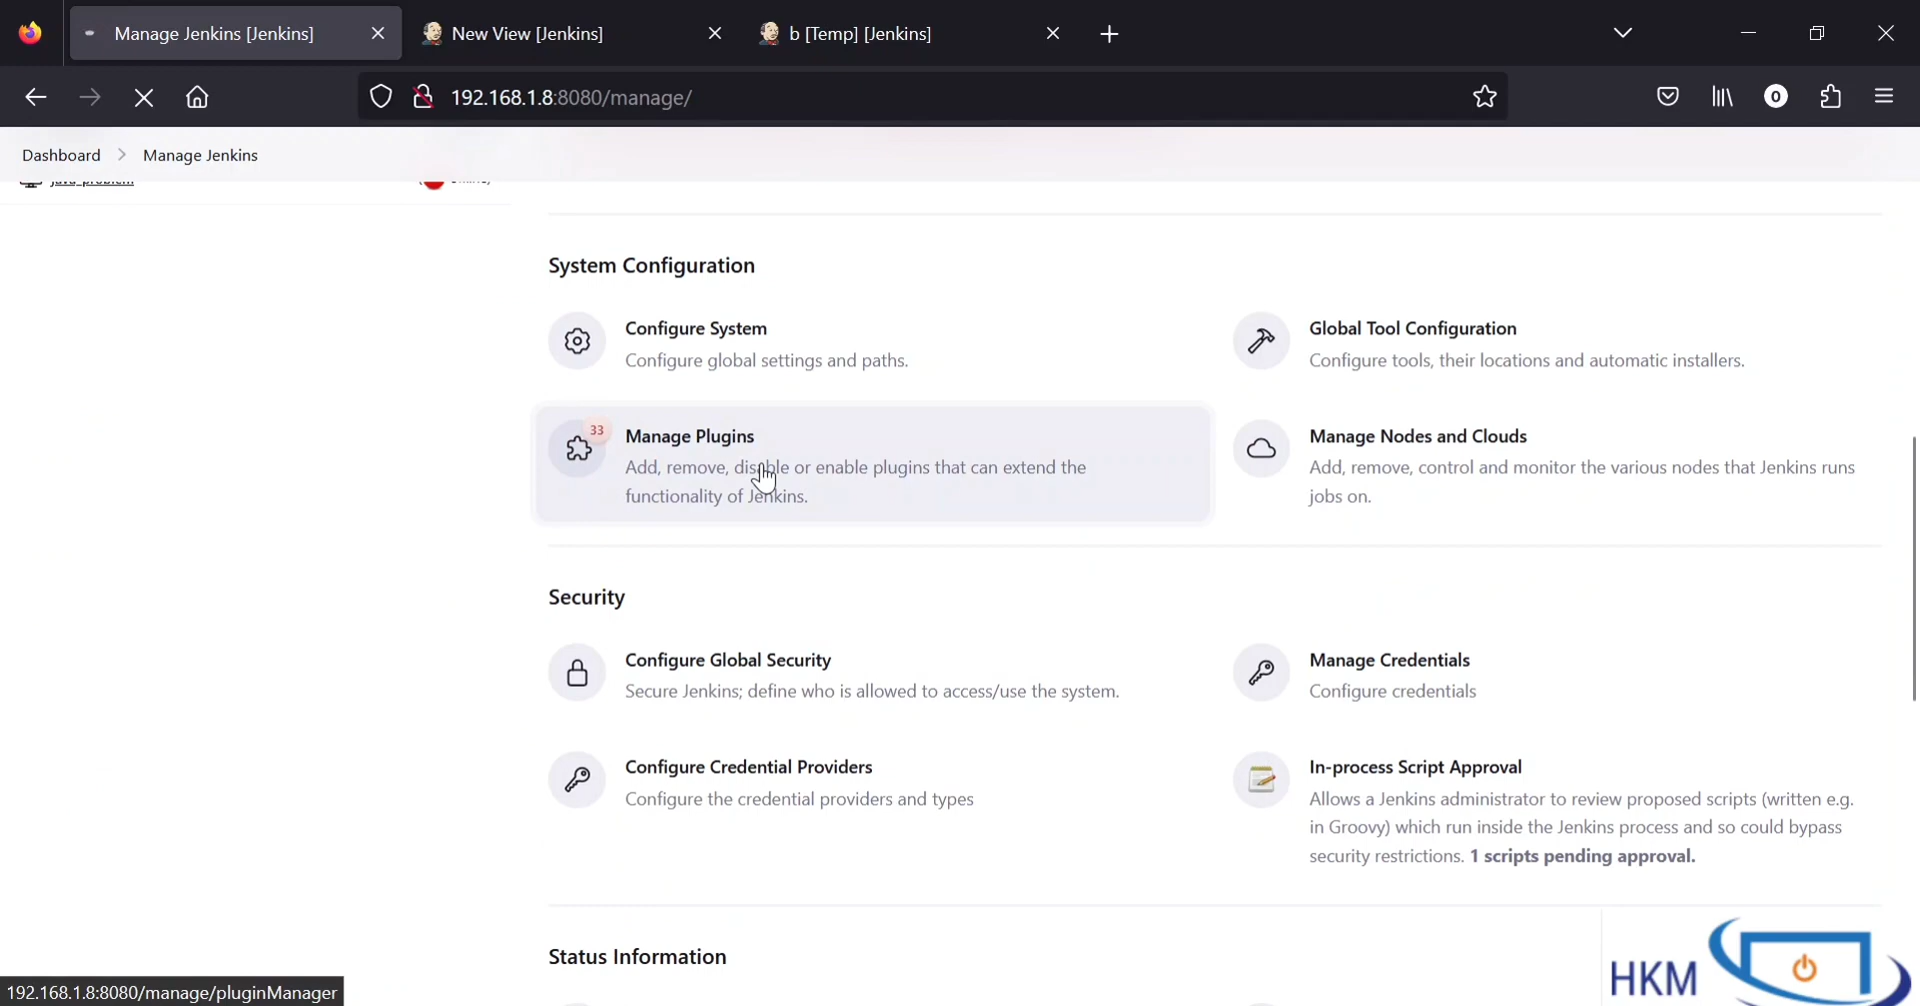 Manage Jenkins [Jenkins]
New View [Jenkins]
b [Temp] [Jenkins]
192.168.1.8:8080/manage/
0
Dashboard
Manage Jenkins
System Configuration
Configure System
Configure global settings and paths.
Global Tool Configuration
Configure tools, their locations and automatic installers.
33
Manage Plugins
Add, remove, disable or enable plugins that can extend the
functionality of Jenkins.
Manage Nodes and Clouds
Add, remove, control and monitor the various nodes that Jenkins runs
jobs on.
Security
Configure Global Security
Secure Jenkins; define who is allowed to access/use the system.
Manage Credentials
Configure credentials
Configure Credential Providers
Configure the credential providers and types
In-process Script Approval
Allows a Jenkins administrator to review proposed scripts (written e.g.
in Groovy) which run inside the Jenkins process and so could bypass
security restrictions. 1 scripts pending approval.
Status Information
192.168.1.8:8080/manage/pluginManager
HKM